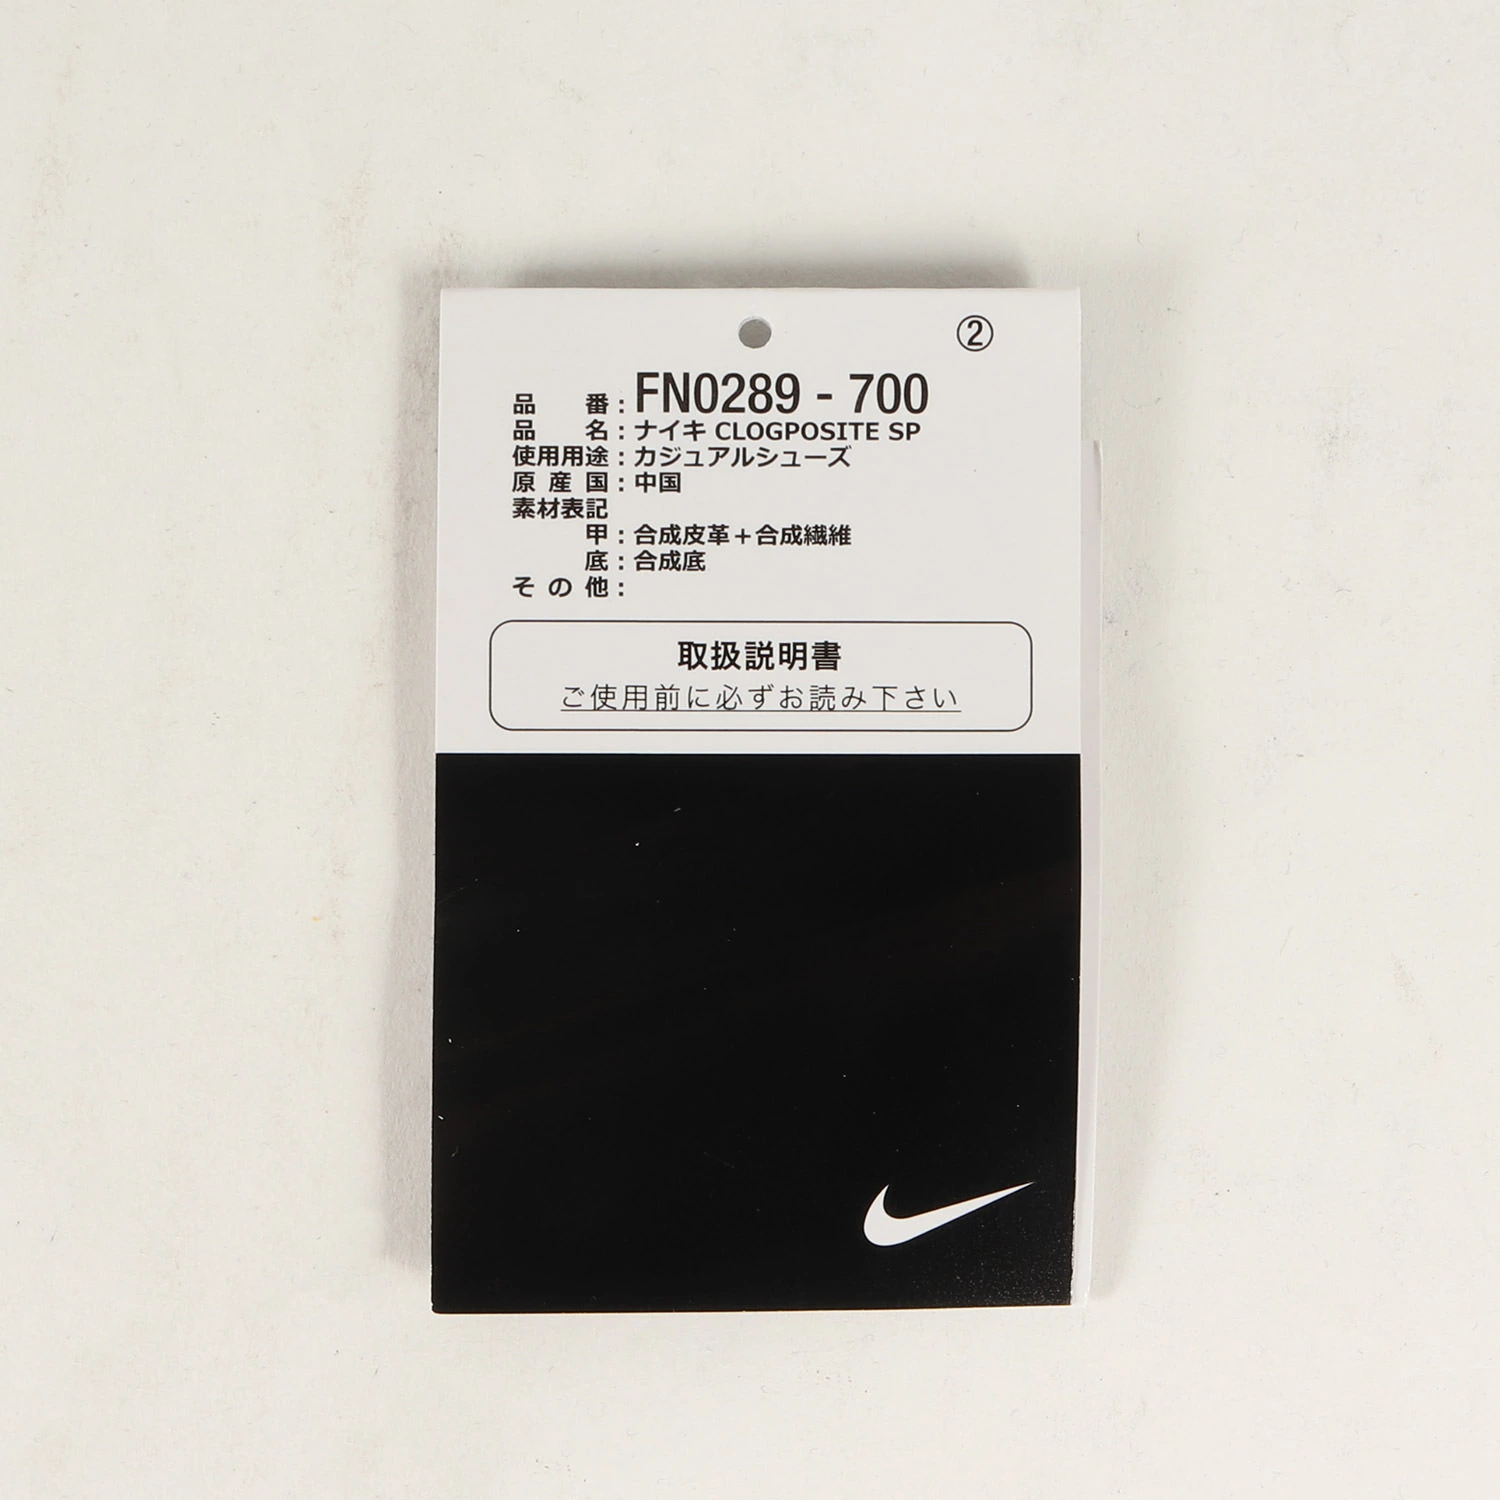 ②
品番：FN0289 - 700
品名：ナイキ CLOGPOSITE SP
使用用途：カジュアルシューズ
原産国：中国
素材表記
甲：合成皮革＋合成繊維
底：合成底
その他：
取扱説明書
ご使用前に必ずお読み下さい